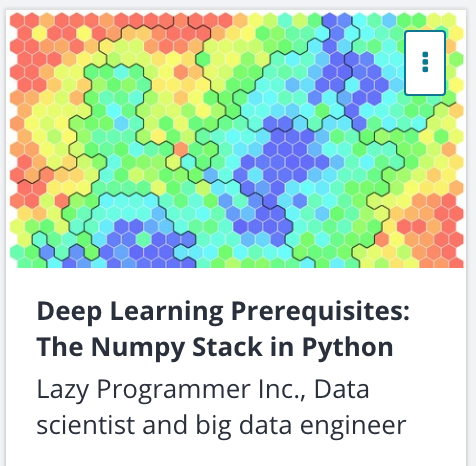 Deep Learning Prerequisites:
The Numpy Stack in Python
Lazy Programmer Inc., Data
scientist and big data engineer